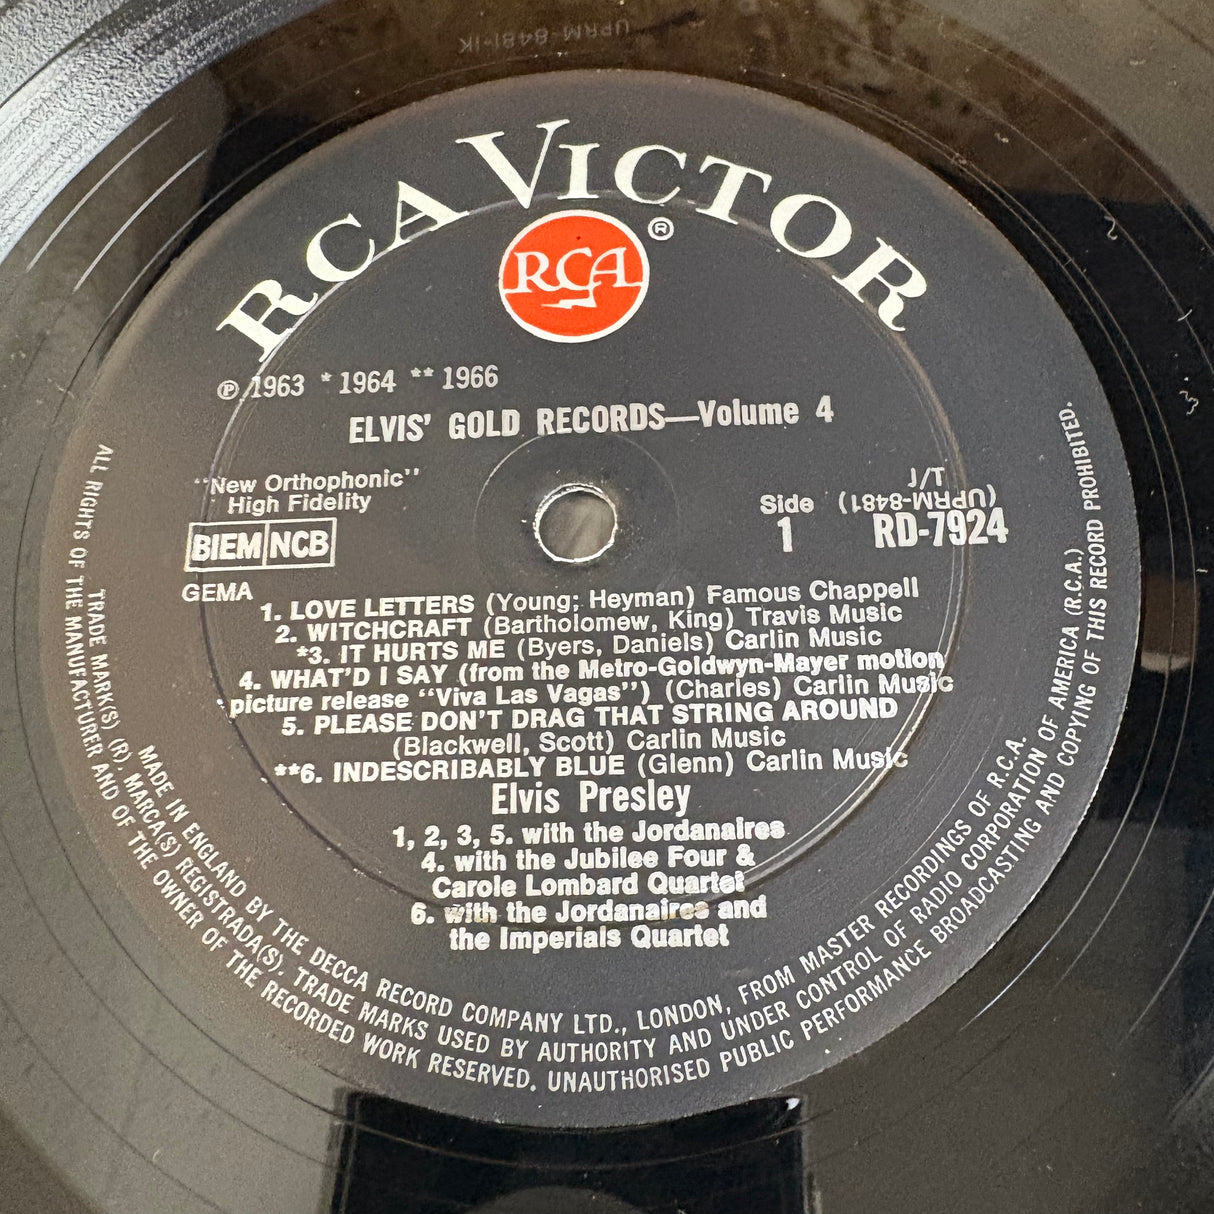 UPRM-8481-1K
RCA VICTOR
RCA ®
℗ 1963 * 1964 ** 1966
ELVIS' GOLD RECORDS—Volume 4
"New Orthophonic"
High Fidelity
BIEM NCB
GEMA
1/T
(UPRM-8481)
Side
1
RD-7924
1. LOVE LETTERS (Young; Heyman) Famous Chappell
2. WITCHCRAFT (Bartholomew, King) Travis Music
*3. IT HURTS ME (Byers, Daniels) Carlin Music
4. WHAT'D I SAY (from the Metro-Goldwyn-Mayer motion
picture release "Viva Las Vagas") (Charles) Carlin Music
5. PLEASE DON'T DRAG THAT STRING AROUND
(Blackwell, Scott) Carlin Music
**6. INDESCRIBABLY BLUE (Glenn) Carlin Music
Elvis Presley
1, 2, 3, 5. with the Jordanaires
4. with the Jubilee Four &
Carole Lombard Quartet
6. with the Jordanaires and
the Imperials Quartet
MADE IN ENGLAND BY THE DECCA RECORD COMPANY LTD., LONDON, FROM MASTER RECORDINGS OF R.C.A.
TRADE MARK(S) (R). MARCA(S) REGISTRADA(S). TRADE MARKS USED BY AUTHORITY AND UNDER CONTROL OF RADIO CORPORATION OF AMERICA (R.C.A.)
ALL RIGHTS OF THE MANUFACTURER AND OF THE OWNER OF THE RECORDED WORK RESERVED. UNAUTHORISED PUBLIC PERFORMANCE BROADCASTING AND COPYING OF THIS RECORD PROHIBITED.